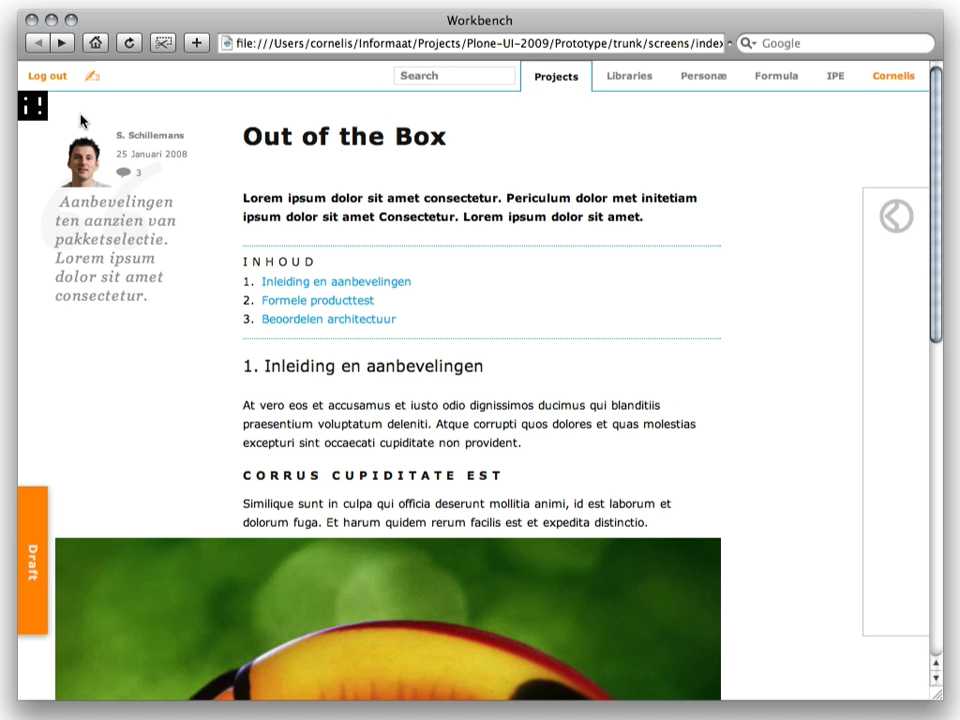 Workbench
file:///Users/cornelis/Informaat/Projects/Plone-UI-2009/Prototype/trunk/screens/index
Google
Log out
Search
Projects
Libraries
Personæ
Formula
IPE
Cornelis
i!
S. Schillemans
25 Januari 2008
3
Aanbevelingen
ten aanzien van
pakketselectie.
Lorem ipsum
dolor sit amet
consectetur.
Out of the Box
Lorem ipsum dolor sit amet consectetur. Periculum dolor met initetiam
ipsum dolor sit amet Consectetur. Lorem ipsum dolor sit amet.
INHOUD
1. Inleiding en aanbevelingen
2. Formele producttest
3. Beoordelen architectuur
1. Inleiding en aanbevelingen
At vero eos et accusamus et iusto odio dignissimos ducimus qui blanditiis
praesentium voluptatum deleniti. Atque corrupti quos dolores et quas molestias
excepturi sint occaecati cupiditate non provident.
CORRUS CUPIDITATE EST
Similique sunt in culpa qui officia deserunt mollitia animi, id est laborum et
dolorum fuga. Et harum quidem rerum facilis est et expedita distinctio.
Draft